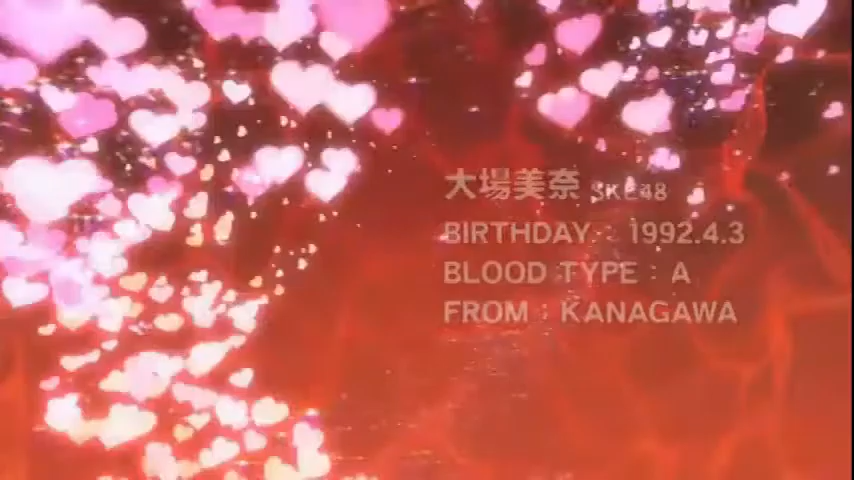 大場美奈 SKE48
BIRTHDAY : 1992.4.3
BLOOD TYPE : A
FROM : KANAGAWA